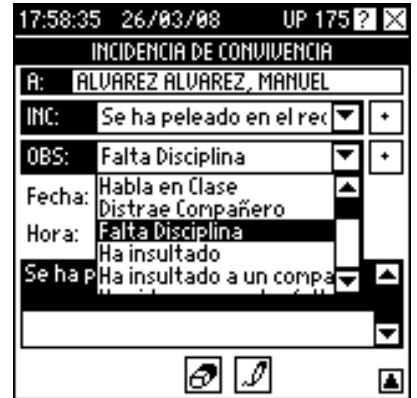 17:58:35 26/03/08 UP 175 ? X
INCIDENCIA DE CONVIVENCIA
A: ALVAREZ ALVAREZ, MANUEL
INC: Se ha peleado en el rec +
OBS: Falta Disciplina +
Fecha: Habla en Clase
Distrae Compañero
Hora: Falta Disciplina
Ha insultado
Se ha p Ha insultado a un compa